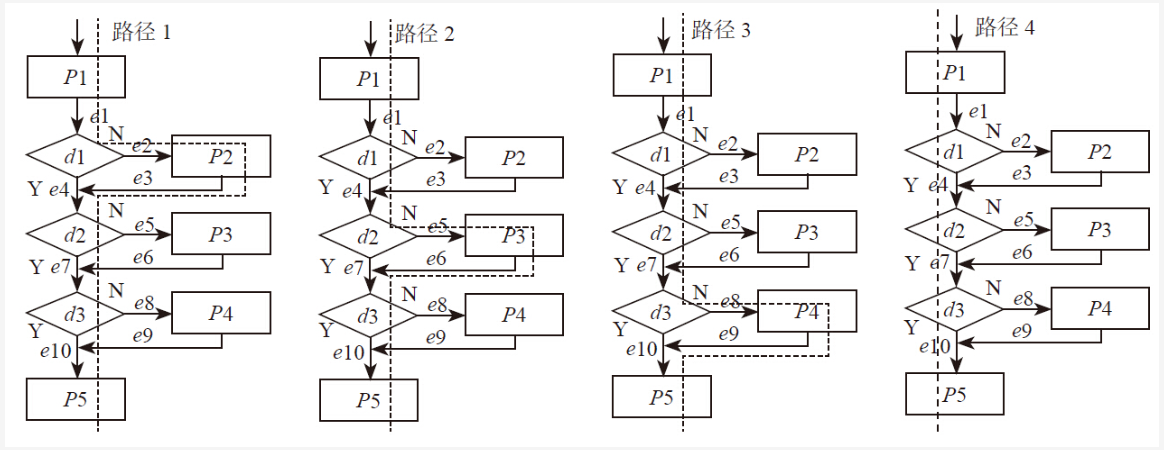 路径 1
P1
e1
N
d1
e2
P2
e3
Y e4
N
d2
e5
P3
e6
Y e7
N
d3
e8
P4
Y
e9
e10
P5
路径 2
P1
e1
N
d1
e2
P2
e3
Y e4
N
d2
e5
P3
e6
Y e7
N
d3
e8
P4
Y
e9
e10
P5
路径 3
P1
e1
N
d1
e2
P2
e3
Y e4
N
d2
e5
P3
e6
Y e7
N
d3
e8
P4
Y
e9
e10
P5
路径 4
P1
e1
N
d1
e2
P2
e3
Y e4
N
d2
e5
P3
e6
Y e7
N
d3
e8
P4
Y
e9
e10
P5